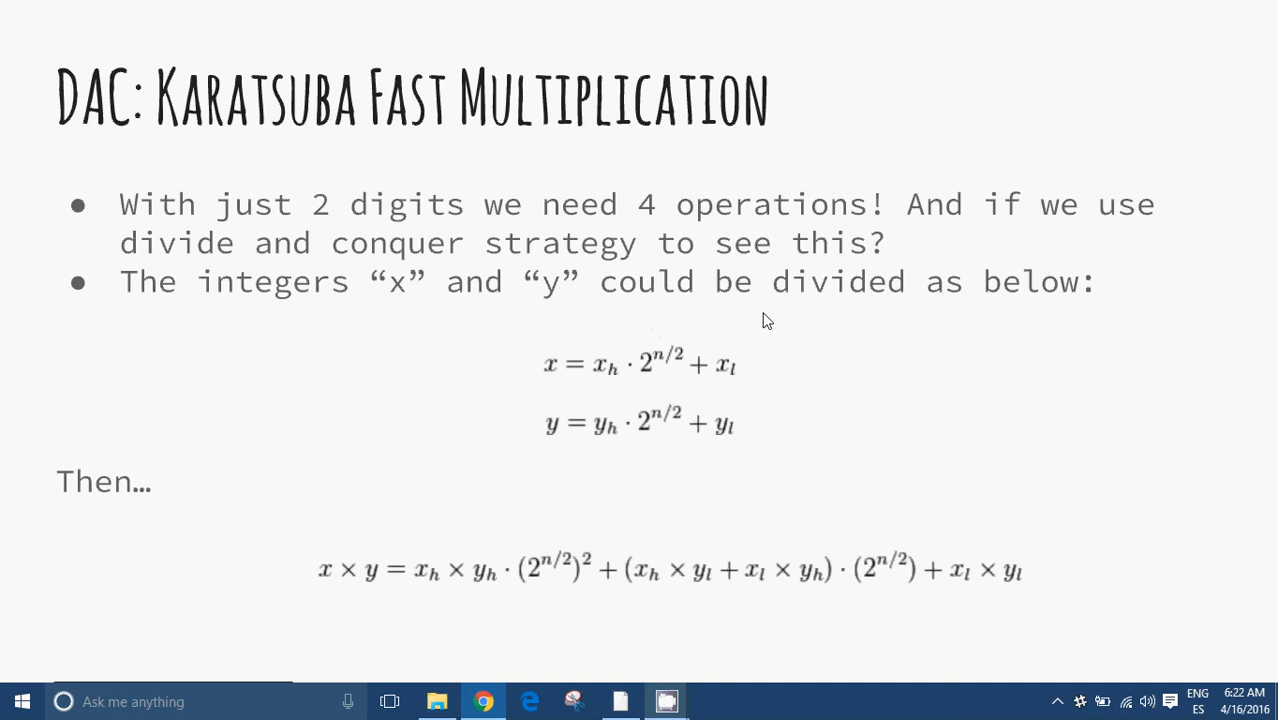 DAC: Karatsuba Fast Multiplication
● With just 2 digits we need 4 operations! And if we use
divide and conquer strategy to see this?
● The integers “x” and “y” could be divided as below:
x = x_h · 2^{n/2} + x_l
y = y_h · 2^{n/2} + y_l
Then…
x × y = x_h × y_h · (2^{n/2})^2 + (x_h × y_l + x_l × y_h) · (2^{n/2}) + x_l × y_l
Ask me anything
ENG
ES
6:22 AM
4/16/2016